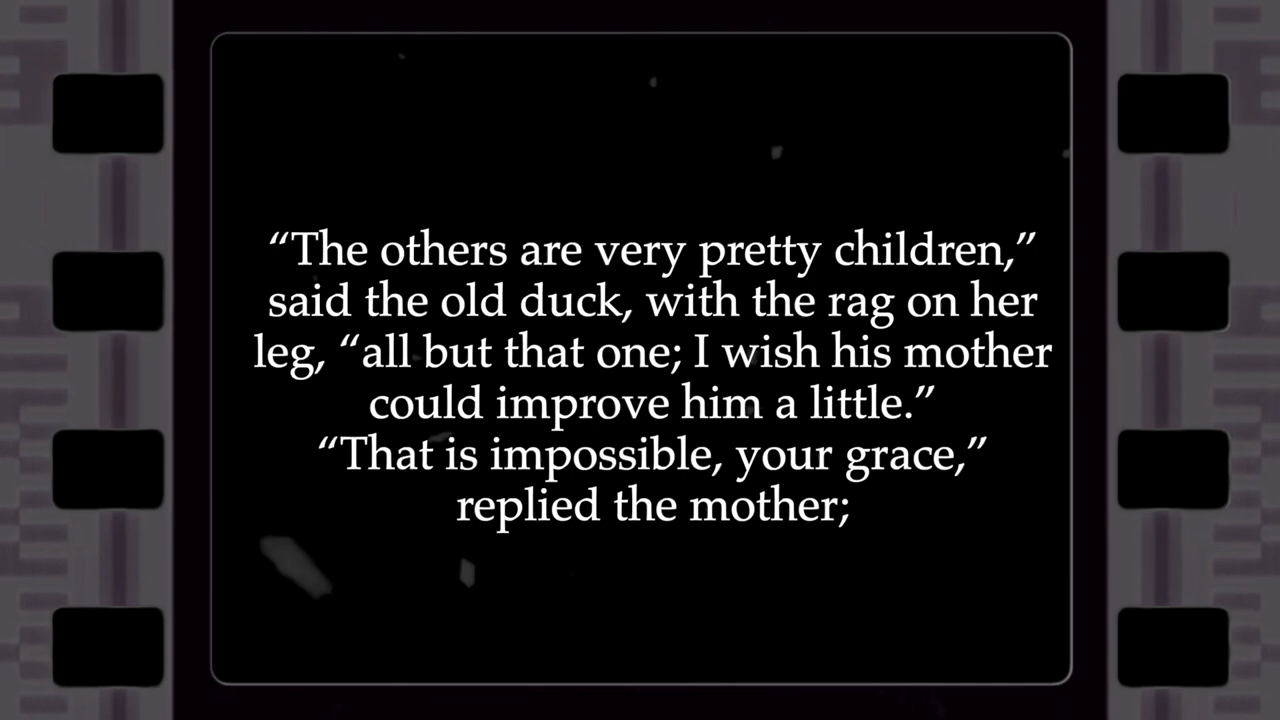 “The others are very pretty children,”
said the old duck, with the rag on her
leg, “all but that one; I wish his mother
could improve him a little.”
“That is impossible, your grace,”
replied the mother;